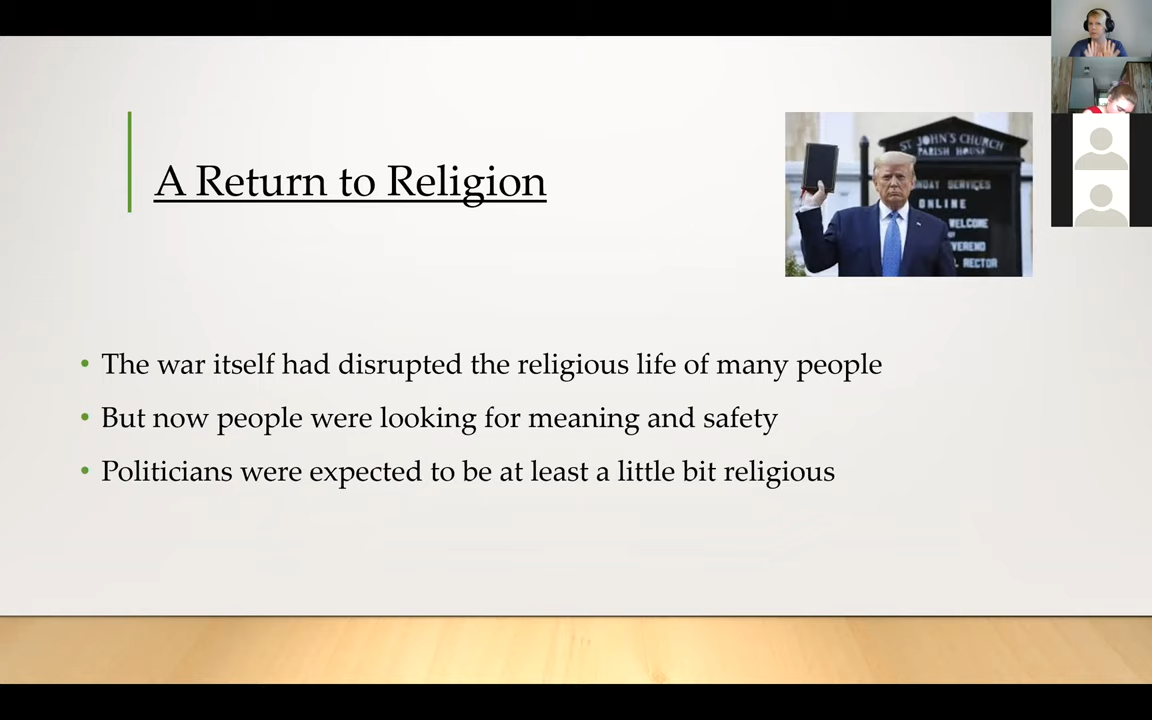 A Return to Religion
ST JOHN'S CHURCH
PARISH HOUSE
SERVICES
ONLINE
WELCOME
RECTOR
• The war itself had disrupted the religious life of many people
• But now people were looking for meaning and safety
• Politicians were expected to be at least a little bit religious